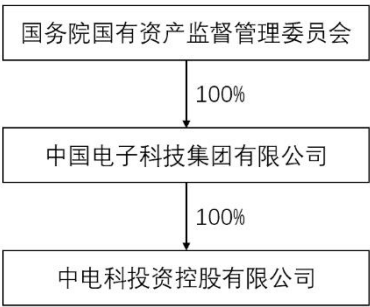 国务院国有资产监督管理委员会
100%
中国电子科技集团有限公司
100%
中电科投资控股有限公司